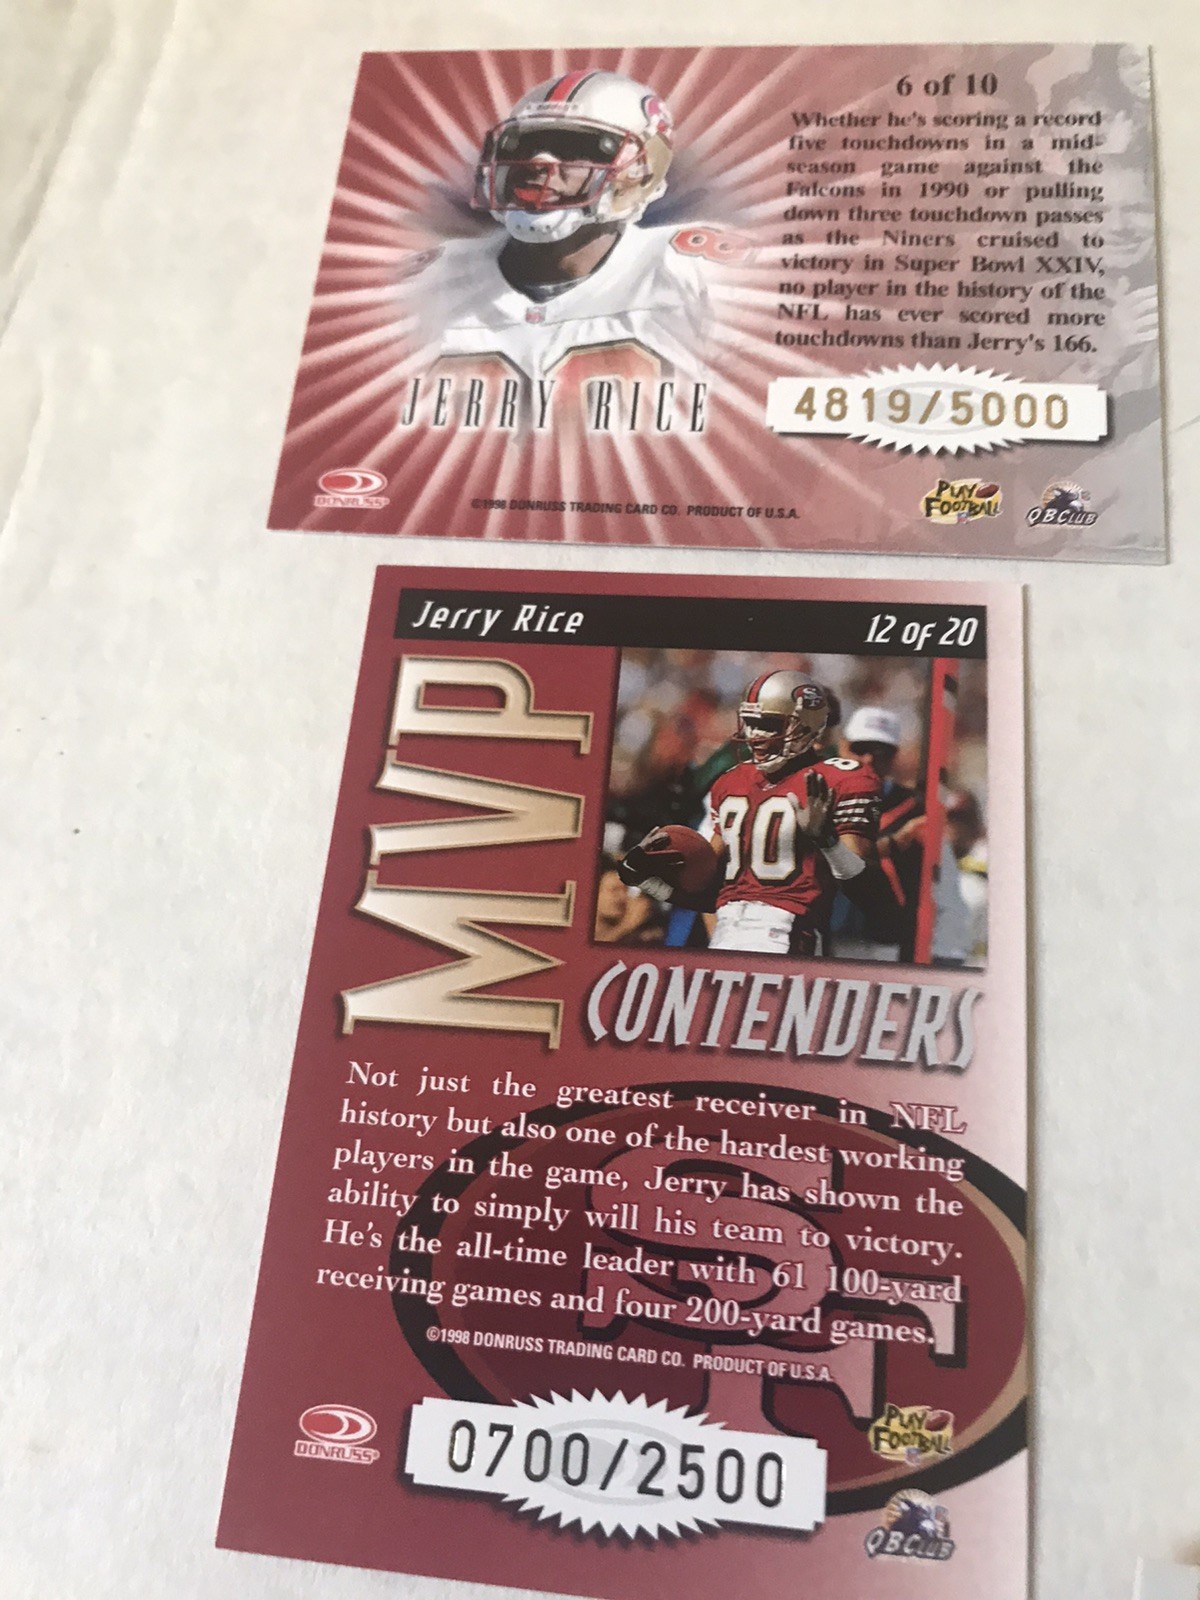 6 of 10
Whether he's scoring a record
five touchdowns in a mid-
season game against the
Falcons in 1990 or pulling
down three touchdown passes
as the Niners cruised to
victory in Super Bowl XXIV,
no player in the history of the
NFL has ever scored more
touchdowns than Jerry's 166.
8
JERRY RICE
4819/5000
DONRUSS
©1998 DONRUSS TRADING CARD CO. PRODUCT OF U.S.A.
PLAY
FOOTBALL
QB CLUB
Jerry Rice
12 of 20
MVP
80
CONTENDERS
Not just the greatest receiver in NFL
history but also one of the hardest working
players in the game, Jerry has shown the
ability to simply will his team to victory.
He's the all-time leader with 61 100-yard
receiving games and four 200-yard games.
©1998 DONRUSS TRADING CARD CO. PRODUCT OF U.S.A.
DONRUSS
0700/2500
PLAY
FOOTBALL
QB CLUB
SF